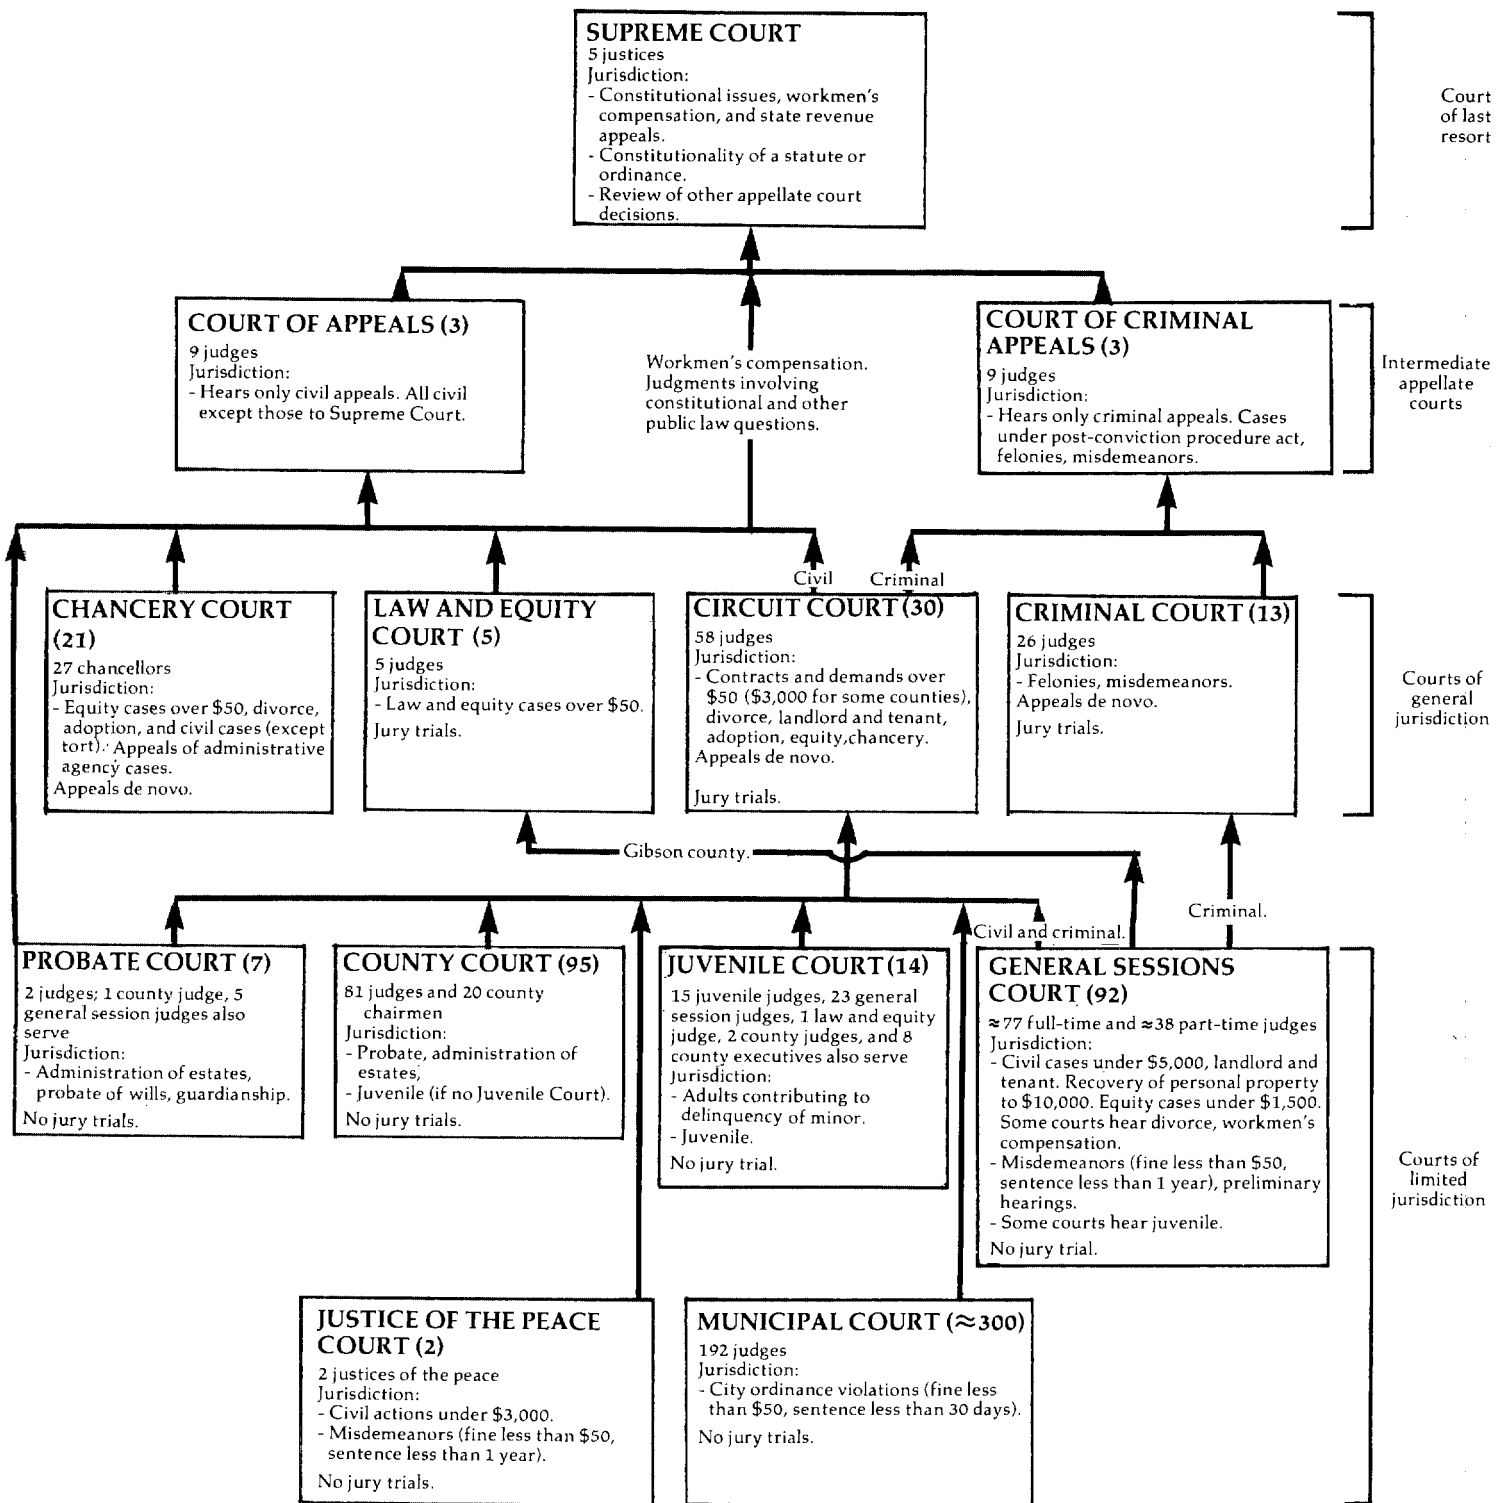 SUPREME COURT
5 justices
Jurisdiction:
- Constitutional issues, workmen's
compensation, and state revenue
appeals.
- Constitutionality of a statute or
ordinance.
- Review of other appellate court
decisions.
Court
of last
resort
COURT OF APPEALS (3)
9 judges
Jurisdiction:
- Hears only civil appeals. All civil
except those to Supreme Court.
Workmen's compensation.
Judgments involving
constitutional and other
public law questions.
COURT OF CRIMINAL
APPEALS (3)
9 judges
Jurisdiction:
- Hears only criminal appeals. Cases
under post-conviction procedure act,
felonies, misdemeanors.
Intermediate
appellate
courts
Civil
Criminal
CHANCERY COURT
(21)
27 chancellors
Jurisdiction:
- Equity cases over $50, divorce,
adoption, and civil cases (except
tort). Appeals of administrative
agency cases.
Appeals de novo.
LAW AND EQUITY
COURT (5)
5 judges
Jurisdiction:
- Law and equity cases over $50.
Jury trials.
CIRCUIT COURT (30)
58 judges
Jurisdiction:
- Contracts and demands over
$50 ($3,000 for some counties),
divorce, landlord and tenant,
adoption, equity,chancery.
Appeals de novo.
Jury trials.
CRIMINAL COURT (13)
26 judges
Jurisdiction:
- Felonies, misdemeanors.
Appeals de novo.
Jury trials.
Courts of
general
jurisdiction
Gibson county.
Criminal.
Civil and criminal.
PROBATE COURT (7)
2 judges; 1 county judge, 5
general session judges also
serve
Jurisdiction:
- Administration of estates,
probate of wills, guardianship.
No jury trials.
COUNTY COURT (95)
81 judges and 20 county
chairmen
Jurisdiction:
- Probate, administration of
estates,
- Juvenile (if no Juvenile Court).
No jury trials.
JUVENILE COURT (14)
15 juvenile judges, 23 general
session judges, 1 law and equity
judge, 2 county judges, and 8
county executives also serve
Jurisdiction:
- Adults contributing to
delinquency of minor.
- Juvenile.
No jury trial.
GENERAL SESSIONS
COURT (92)
≈77 full-time and ≈38 part-time judges
Jurisdiction:
- Civil cases under $5,000, landlord and
tenant. Recovery of personal property
to $10,000. Equity cases under $1,500.
Some courts hear divorce, workmen's
compensation.
- Misdemeanors (fine less than $50,
sentence less than 1 year), preliminary
hearings.
- Some courts hear juvenile.
No jury trial.
Courts of
limited
jurisdiction
JUSTICE OF THE PEACE
COURT (2)
2 justices of the peace
Jurisdiction:
- Civil actions under $3,000.
- Misdemeanors (fine less than $50,
sentence less than 1 year).
No jury trials.
MUNICIPAL COURT (≈300)
192 judges
Jurisdiction:
- City ordinance violations (fine less
than $50, sentence less than 30 days).
No jury trials.